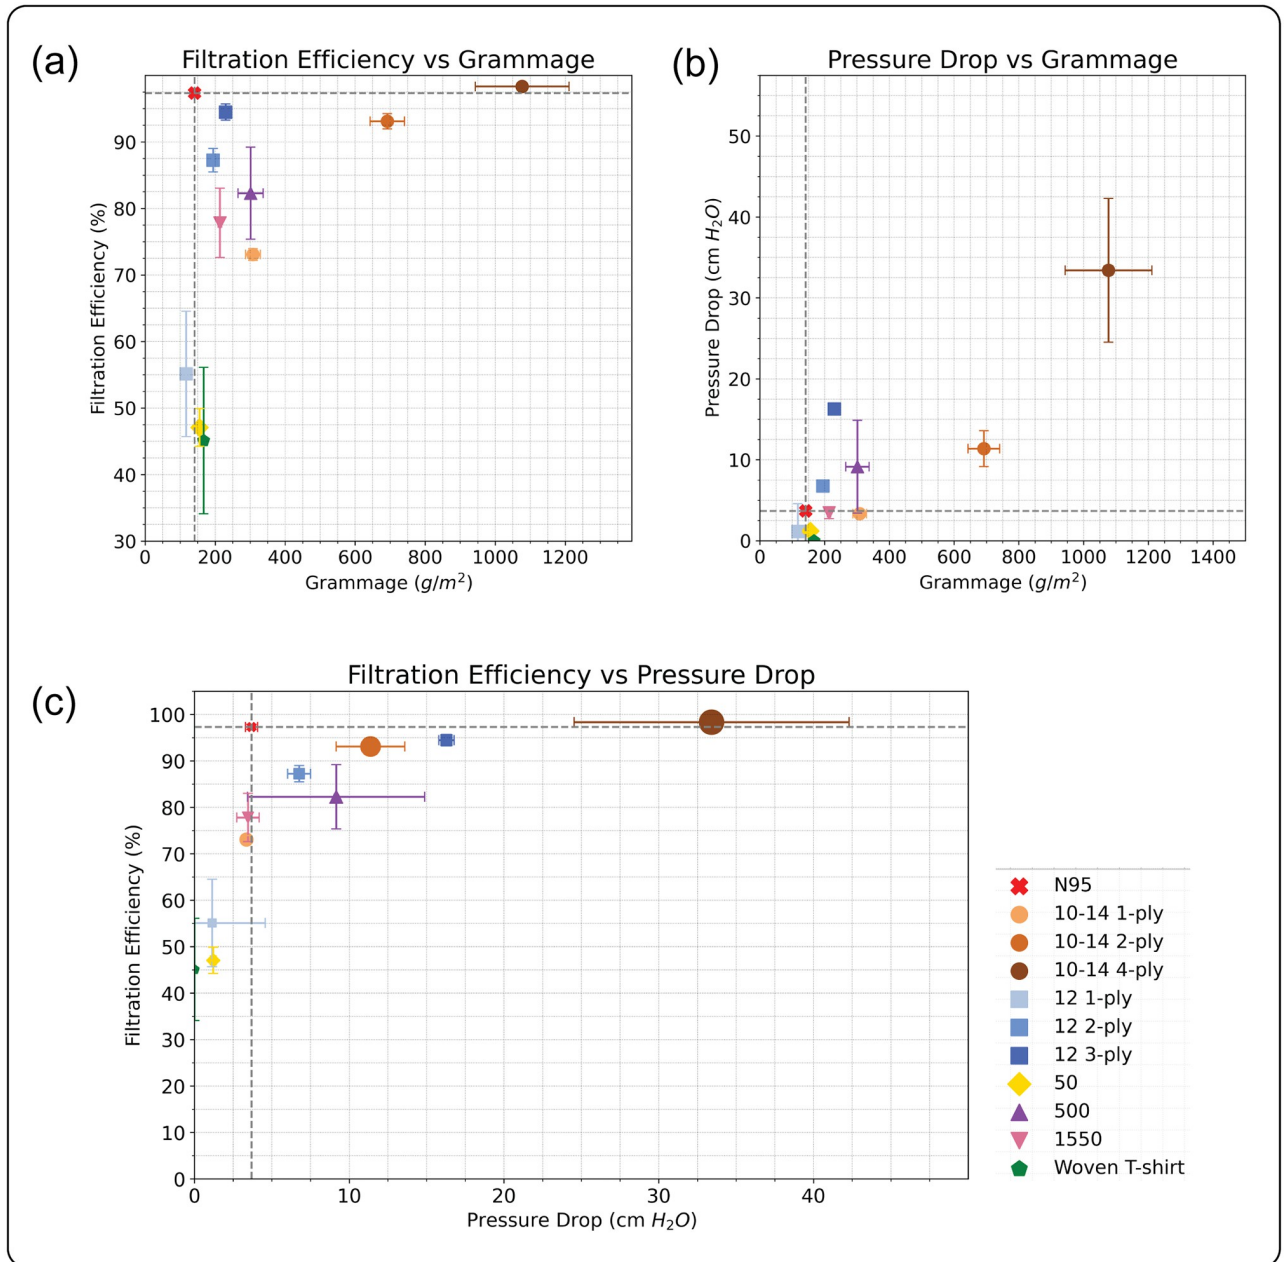 (a)
Filtration Efficiency vs Grammage
Filtration Efficiency (%)
90
80
70
60
50
40
30
0 200 400 600 800 1000 1200
Grammage (g/m²)
(b)
Pressure Drop vs Grammage
Pressure Drop (cm H₂O)
50
40
30
20
10
0
0 200 400 600 800 1000 1200 1400
Grammage (g/m²)
(c)
Filtration Efficiency vs Pressure Drop
Filtration Efficiency (%)
100
90
80
70
60
50
40
30
20
10
0
0 10 20 30 40
Pressure Drop (cm H₂O)
N95
10-14 1-ply
10-14 2-ply
10-14 4-ply
12 1-ply
12 2-ply
12 3-ply
50
500
1550
Woven T-shirt